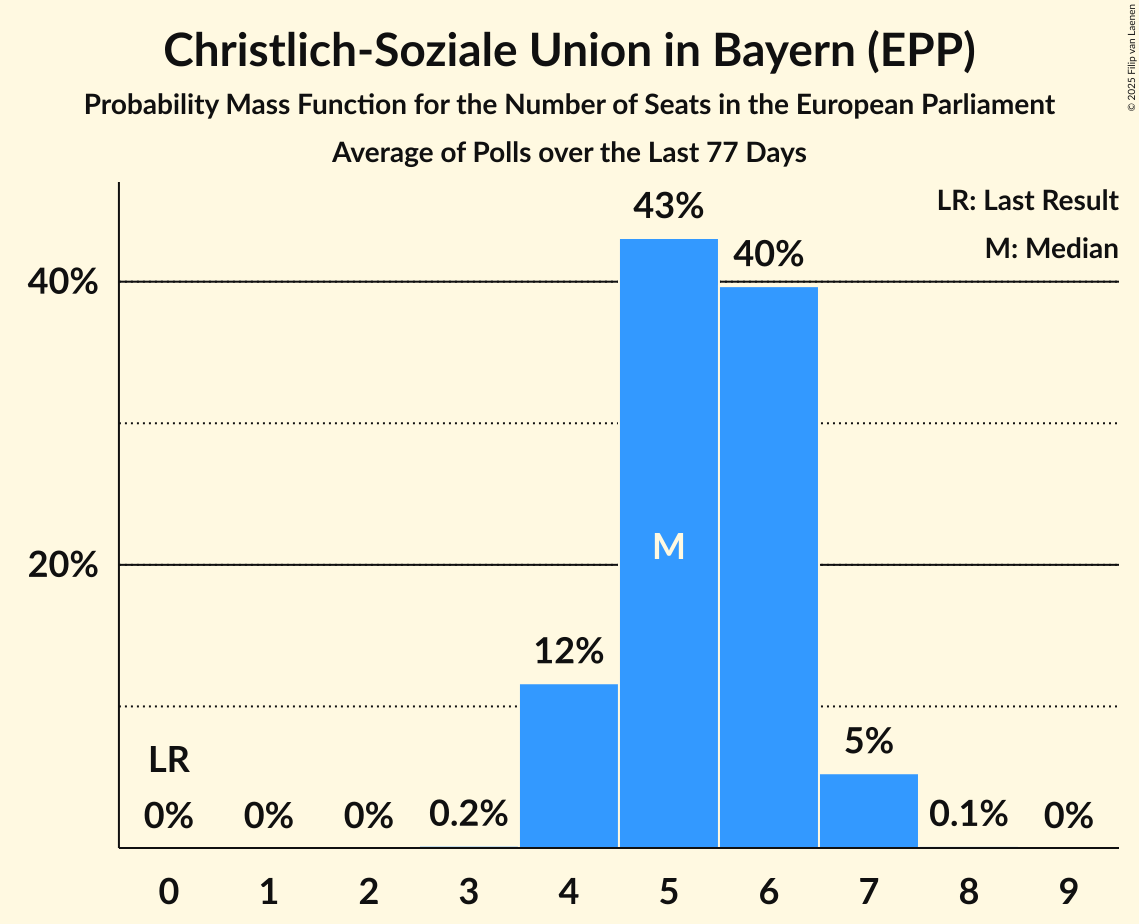 Christlich-Soziale Union in Bayern (EPP)
Probability Mass Function for the Number of Seats in the European Parliament
Average of Polls over the Last 77 Days
© 2025 Filip van Laenen
LR: Last Result
M: Median
43%
40%
40%
M
20%
12%
5%
LR
0% 0% 0% 0.2% 0.1% 0%
0 1 2 3 4 5 6 7 8 9